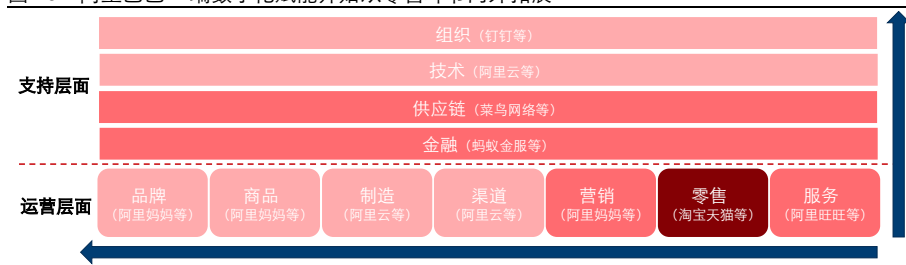 组织（钉钉等）
技术（阿里云等）
支持层面
供应链（菜鸟网络等）
金融（蚂蚁金服等）
运营层面
品牌
（阿里妈妈等）
商品
（阿里妈妈等）
制造
（阿里云等）
渠道
（阿里云等）
营销
（阿里妈妈等）
零售
（淘宝天猫等）
服务
（阿里旺旺等）